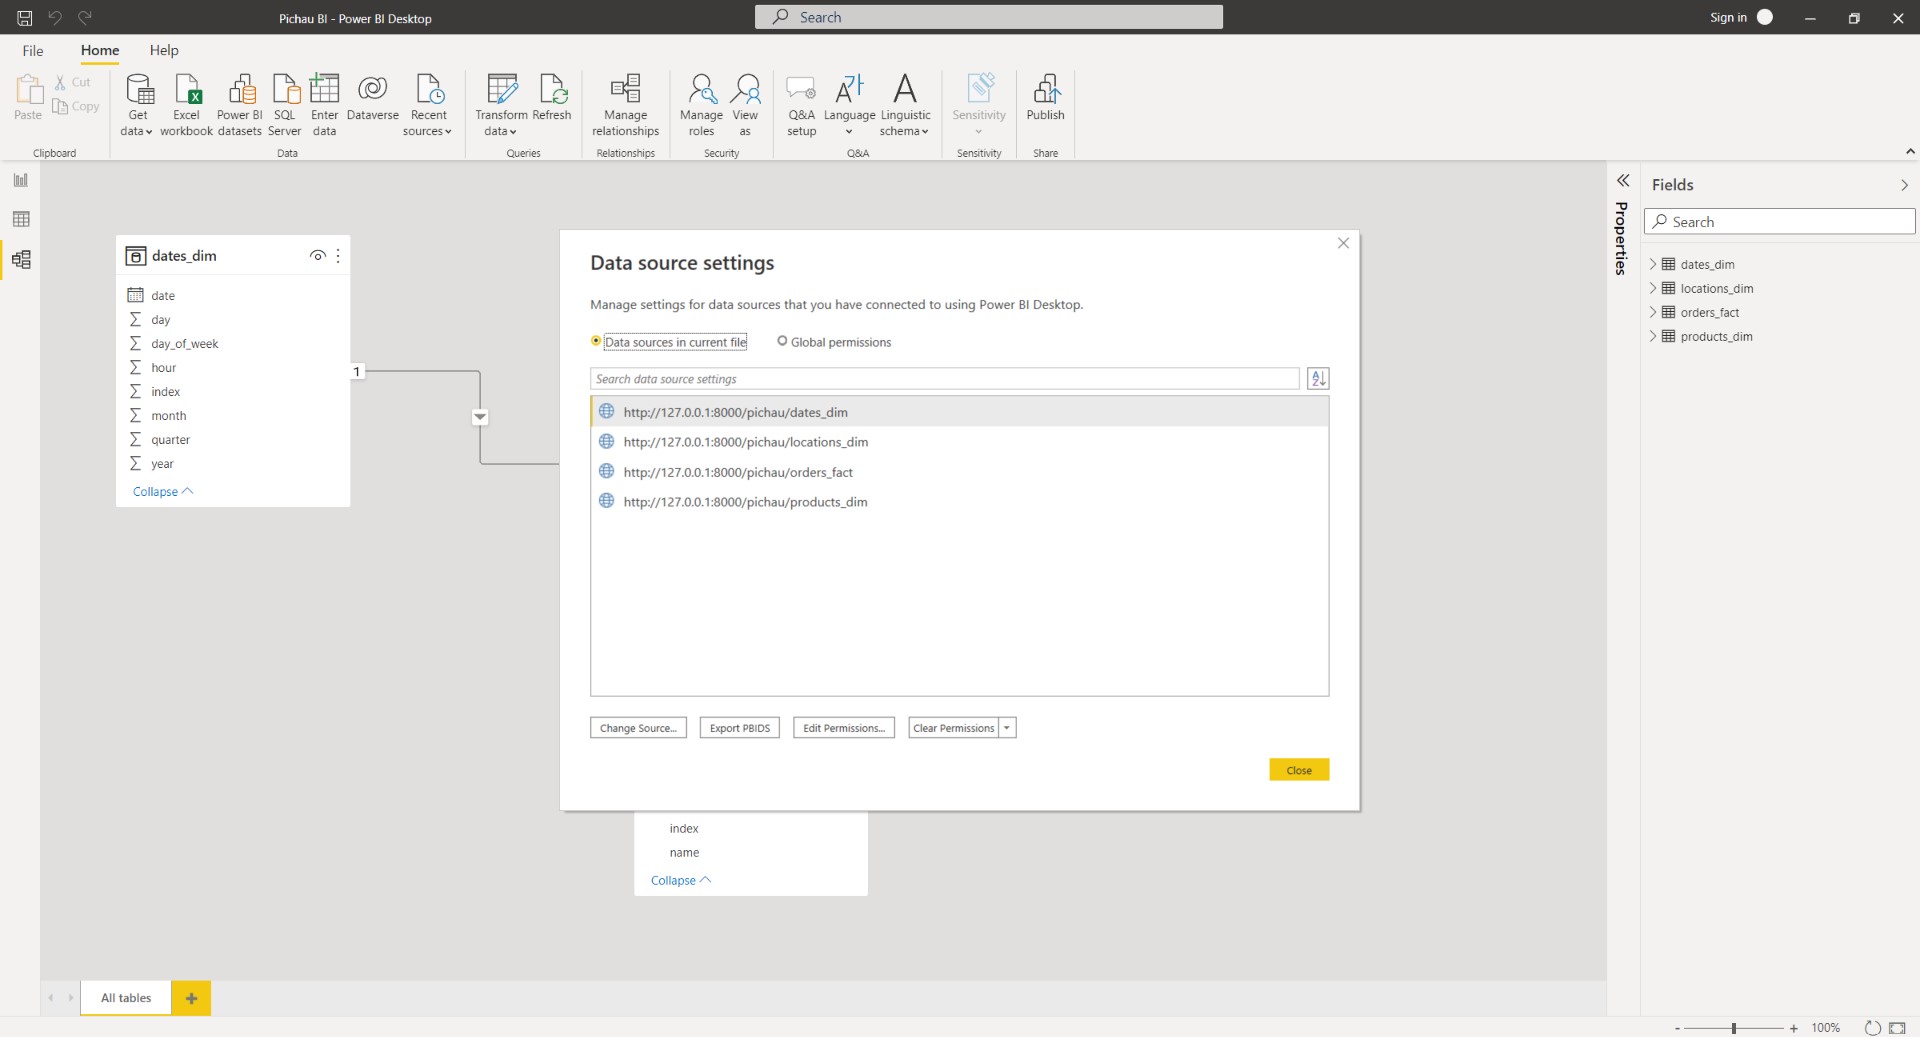 Pichau BI - Power BI Desktop
Search
Sign in
File
Home
Help
Paste
Cut
Copy
Clipboard
Get data
Excel workbook
Power BI datasets
SQL Server
Enter data
Dataverse
Recent sources
Data
Transform data
Refresh
Queries
Manage relationships
Relationships
Manage roles
View as
Security
Q&A setup
Language
Linguistic schema
Q&A
Sensitivity
Sensitivity
Publish
Share
dates_dim
date
day
day_of_week
hour
index
month
quarter
year
Collapse
1
Data source settings
Manage settings for data sources that you have connected to using Power BI Desktop.
Data sources in current file
Global permissions
Search data source settings
http://127.0.0.1:8000/pichau/dates_dim
http://127.0.0.1:8000/pichau/locations_dim
http://127.0.0.1:8000/pichau/orders_fact
http://127.0.0.1:8000/pichau/products_dim
Change Source...
Export PBIDS
Edit Permissions...
Clear Permissions
Close
index
name
Collapse
Properties
Fields
Search
dates_dim
locations_dim
orders_fact
products_dim
All tables
- + 100%